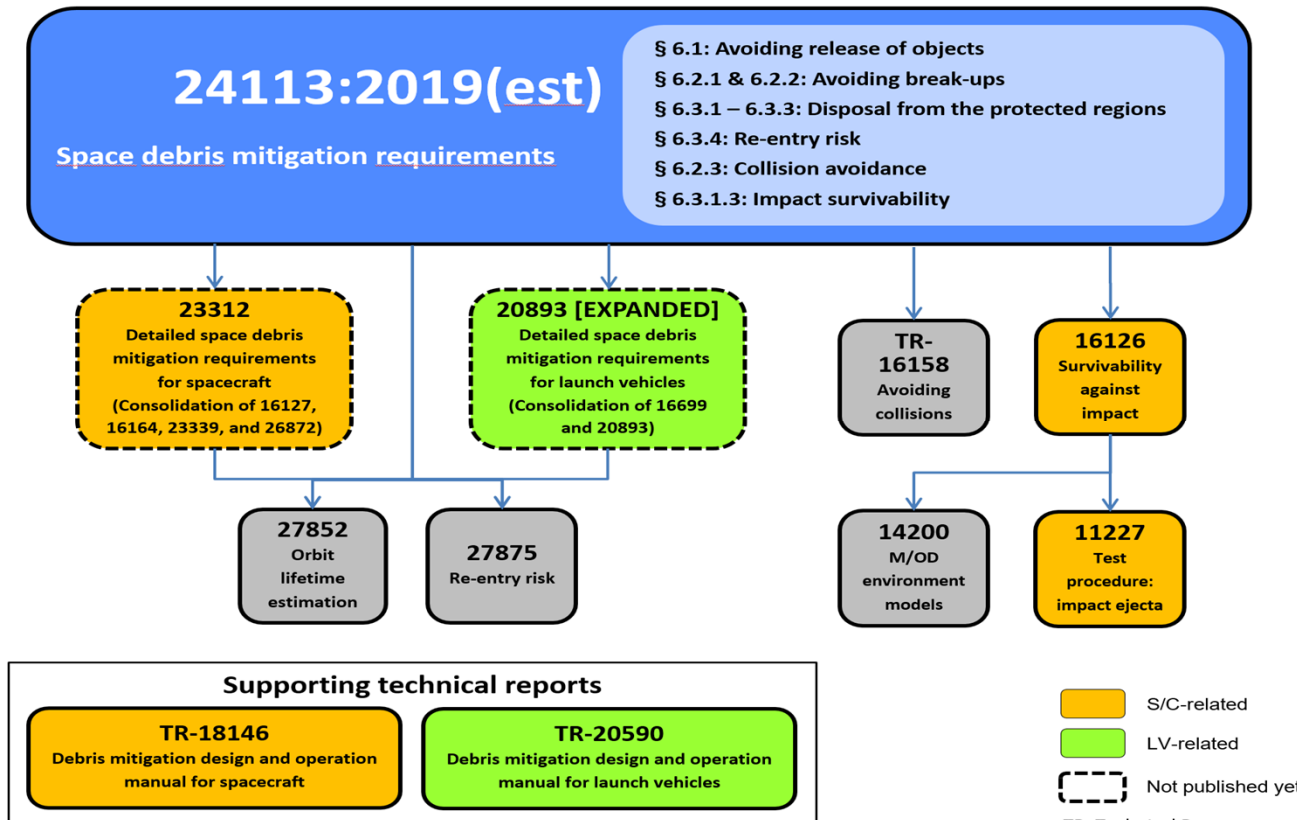 24113:2019(est)
Space debris mitigation requirements
§ 6.1: Avoiding release of objects
§ 6.2.1 & 6.2.2: Avoiding break-ups
§ 6.3.1 – 6.3.3: Disposal from the protected regions
§ 6.3.4: Re-entry risk
§ 6.2.3: Collision avoidance
§ 6.3.1.3: Impact survivability
23312
Detailed space debris
mitigation requirements
for spacecraft
(Consolidation of 16127,
16164, 23339, and 26872)
20893 [EXPANDED]
Detailed space debris
mitigation requirements
for launch vehicles
(Consolidation of 16699
and 20893)
TR-
16158
Avoiding
collisions
16126
Survivability
against
impact
27852
Orbit
lifetime
estimation
27875
Re-entry risk
14200
M/OD
environment
models
11227
Test
procedure:
impact ejecta
Supporting technical reports
TR-18146
Debris mitigation design and operation
manual for spacecraft
TR-20590
Debris mitigation design and operation
manual for launch vehicles
S/C-related
LV-related
Not published yet